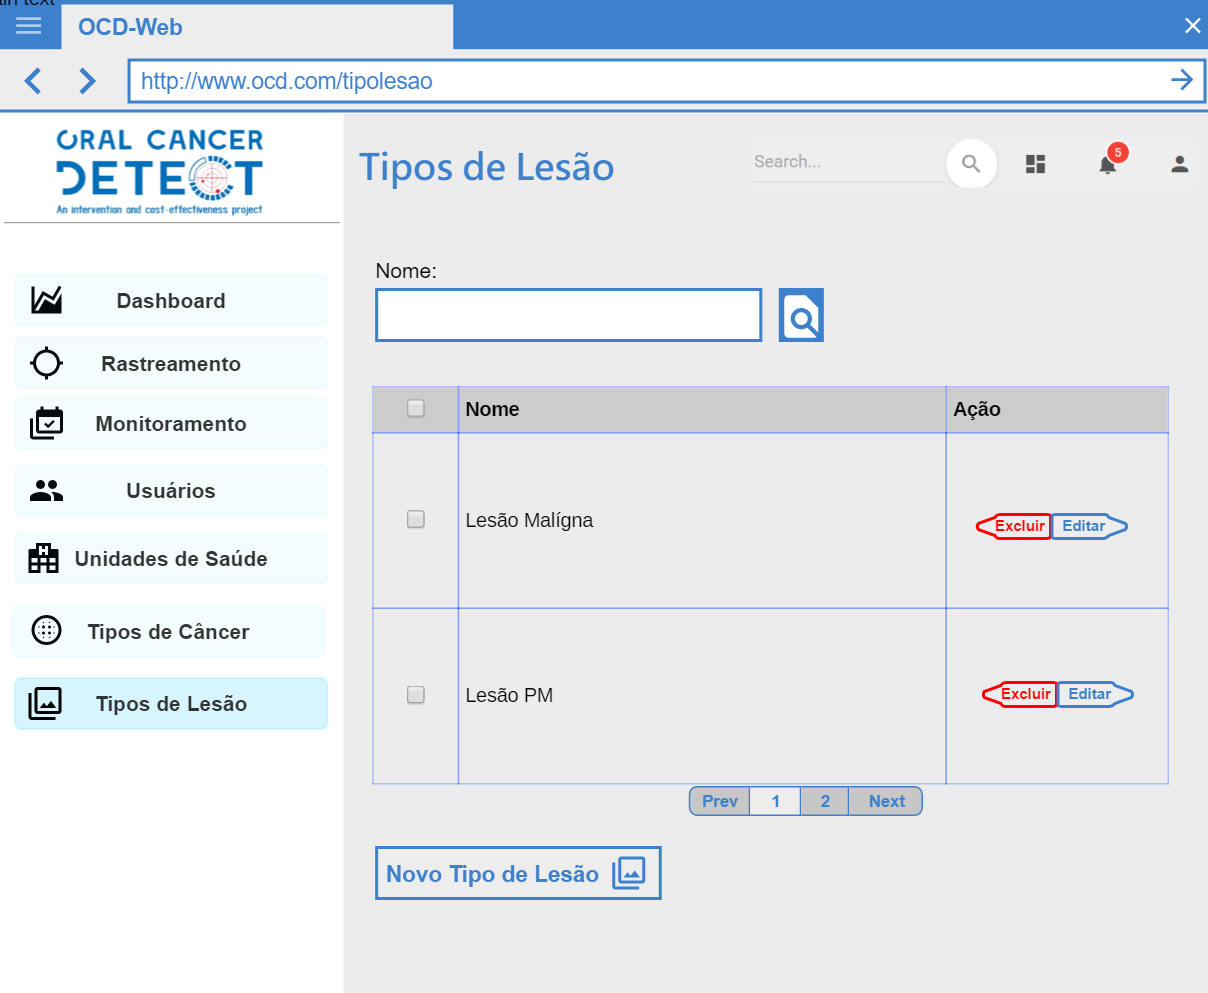 OCD-Web
http://www.ocd.com/tipolesao
ORAL CANCER
DETECT
An intervention and cost-effectiveness project
Tipos de Lesão
Search...
5
Dashboard
Rastreamento
Monitoramento
Usuários
Unidades de Saúde
Tipos de Câncer
Tipos de Lesão
Nome:
Nome Ação
Lesão Malígna Excluir Editar
Lesão PM Excluir Editar
Prev 1 2 Next
Novo Tipo de Lesão